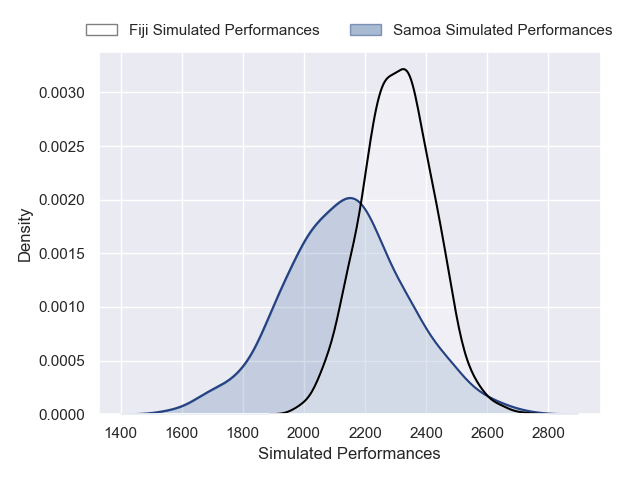 Fiji Simulated Performances Samoa Simulated Performances
0.0030
0.0025
0.0020
0.0015
0.0010
0.0005
0.0000
Density
1400 1600 1800 2000 2200 2400 2600 2800
Simulated Performances